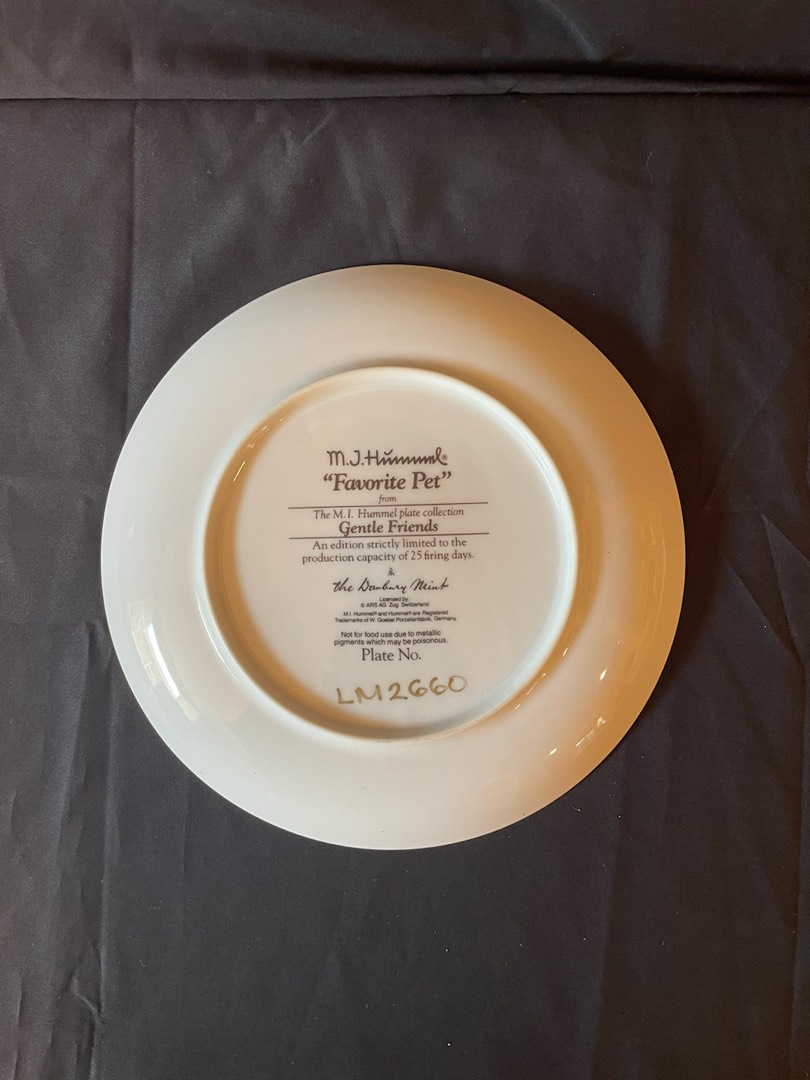 M.J.Hummel®
"Favorite Pet"
from
The M.I. Hummel plate collection
Gentle Friends
An edition strictly limited to the
production capacity of 25 firing days.
&
The Danbury Mint
Licensed by:
© ARS AG Zug Switzerland
M.I. Hummel® and Hummel® are Registered
Trademarks of W. Goebel Porzellanfabrik, Germany.
Not for food use due to metallic
pigments which may be poisonous.
Plate No.
LM2660